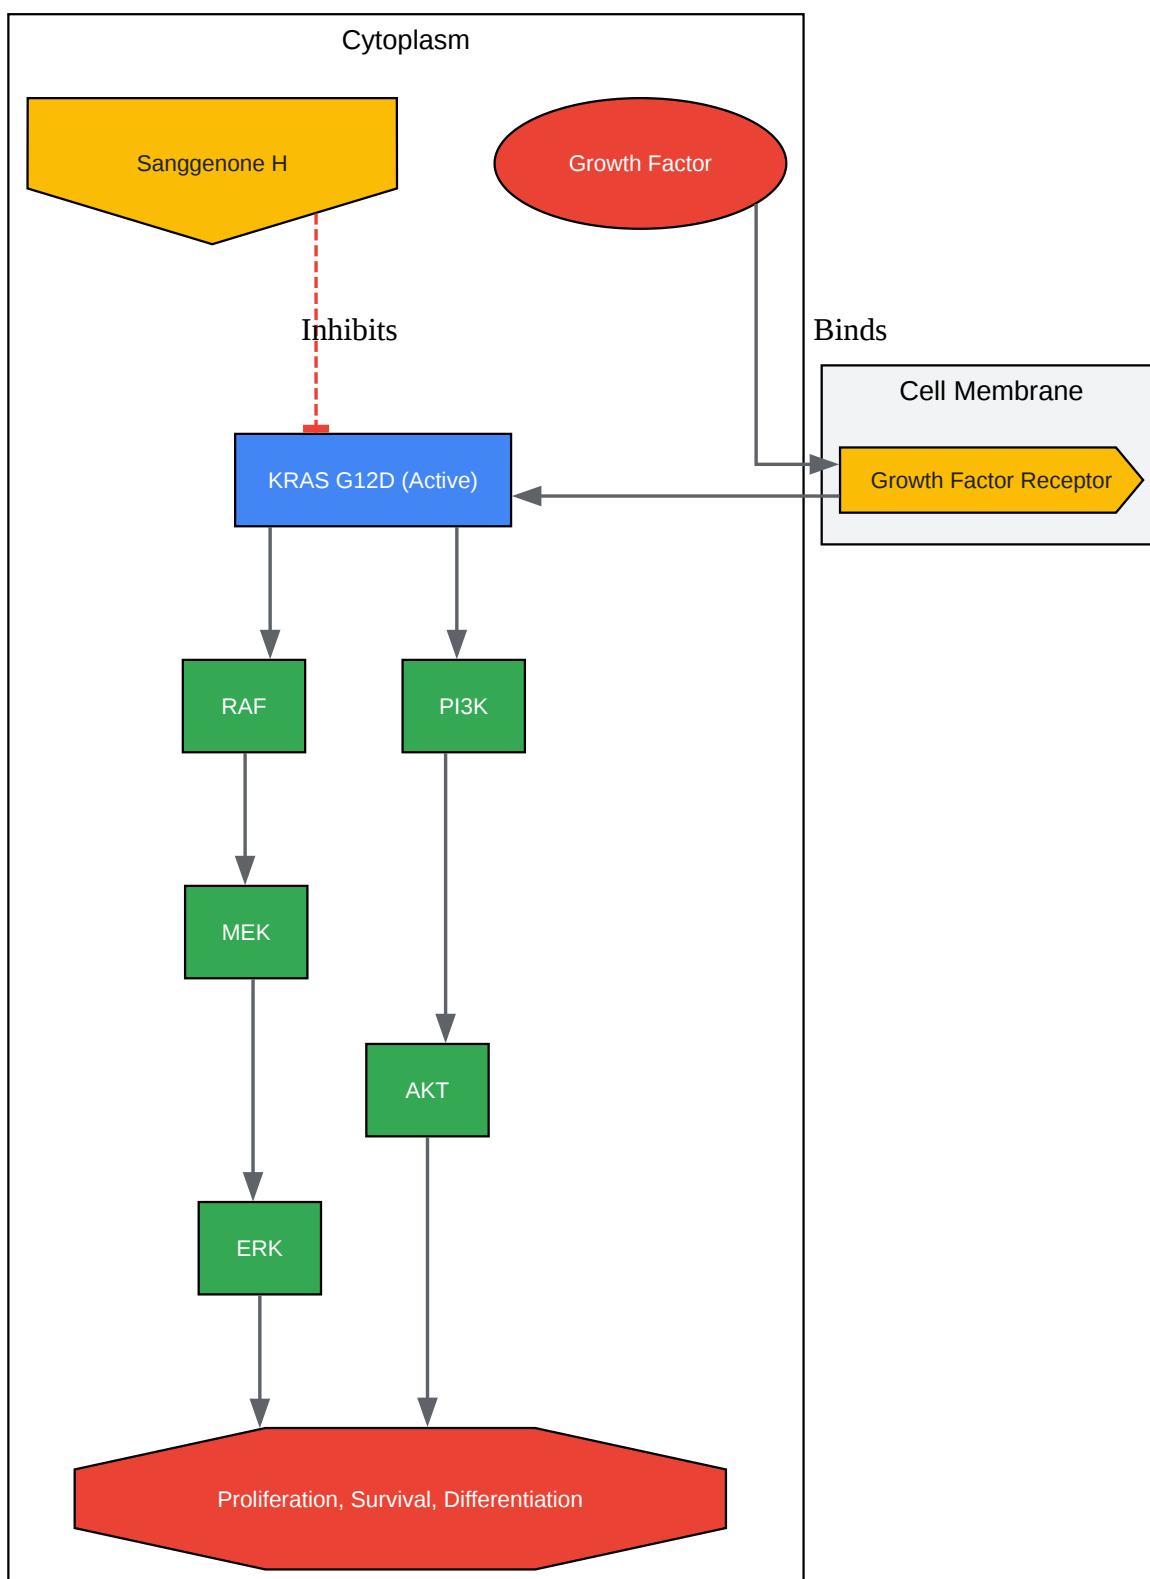 Cytoplasm
Sanggenone H
Growth Factor
Inhibits
Binds
Cell Membrane
KRAS G12D (Active)
Growth Factor Receptor
RAF
PI3K
MEK
AKT
ERK
Proliferation, Survival, Differentiation